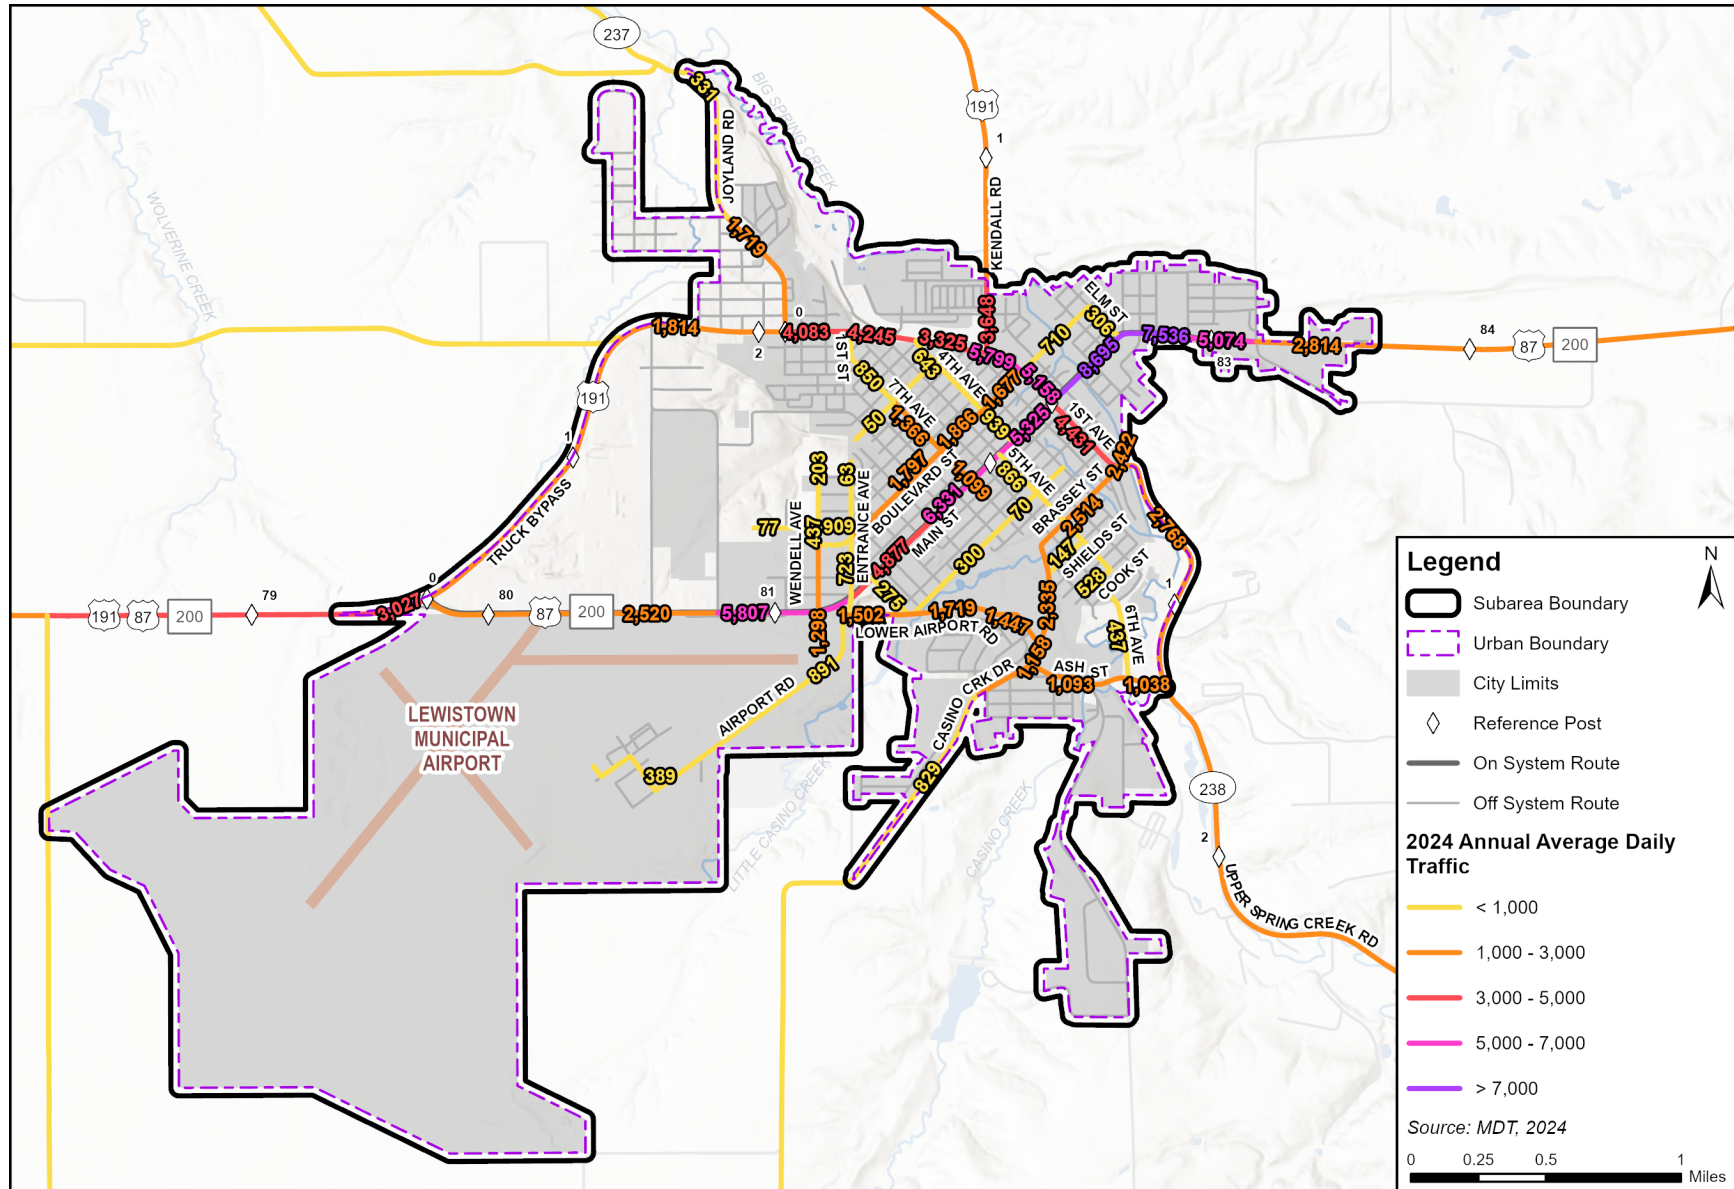 237
191
1
331
BIG SPRING CREEK
JOYLAND RD
KENDALL RD
WOLVERINE CREEK
1,719
1,814
0
2
4,083
4,245
3,325
3,648
5,799
5,158
ELM ST
306
710
8,695
7,536
5,074
83
2,814
84
87
200
1ST ST
850
643
4TH AVE
7TH AVE
1,677
1,866
939
5,325
1ST AVE
4,431
2,422
191
1
50
1,366
1,797
BOULEVARD ST
1,099
866
5TH AVE
70
BRASSEY ST
2,514
6,331
MAIN ST
203
63
ENTRANCE AVE
77
437
909
WENDELL AVE
723
4,877
300
147
SHIELDS ST
528
COOK ST
2,768
1
TRUCK BYPASS
0
79
191
87
200
3,027
80
87
200
2,520
5,807
81
275
1,502
1,719
1,447
2,335
LOWER AIRPORT RD
1,298
891
1,158
437
6TH AVE
ASH ST
1,093
1,038
AIRPORT RD
CASINO CRK DR
829
389
LEWISTOWN
MUNICIPAL
AIRPORT
LITTLE CASINO CREEK
CASINO CREEK
238
2
UPPER SPRING CREEK RD
Legend
N
Subarea Boundary
Urban Boundary
City Limits
Reference Post
On System Route
Off System Route
2024 Annual Average Daily
Traffic
< 1,000
1,000 - 3,000
3,000 - 5,000
5,000 - 7,000
> 7,000
Source: MDT, 2024
0 0.25 0.5 1
Miles